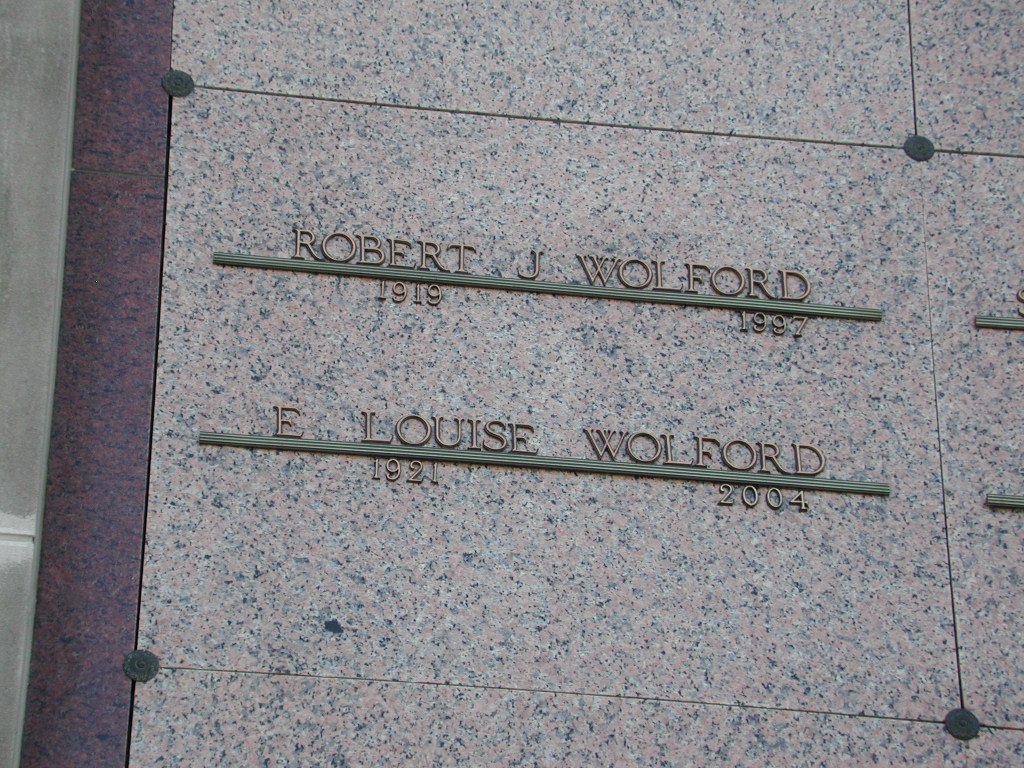 ROBERT J WOLFORD
1919 1997
E LOUISE WOLFORD
1921 2004